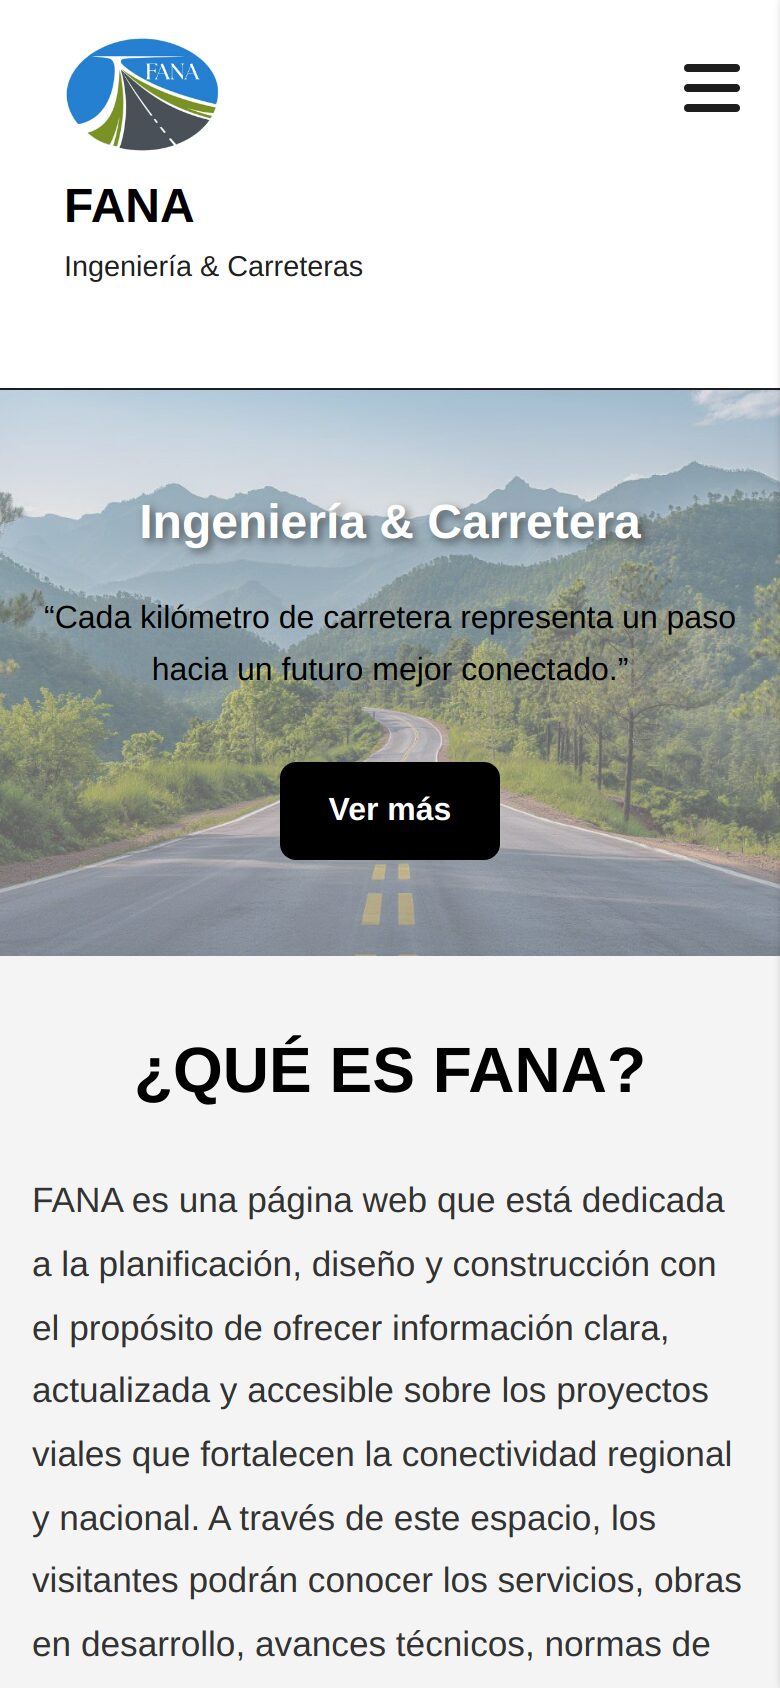 FANA
FANA
Ingeniería & Carreteras
Ingeniería & Carretera
“Cada kilómetro de carretera representa un paso
hacia un futuro mejor conectado.”
Ver más
¿QUÉ ES FANA?
FANA es una página web que está dedicada
a la planificación, diseño y construcción con
el propósito de ofrecer información clara,
actualizada y accesible sobre los proyectos
viales que fortalecen la conectividad regional
y nacional. A través de este espacio, los
visitantes podrán conocer los servicios, obras
en desarrollo, avances técnicos, normas de